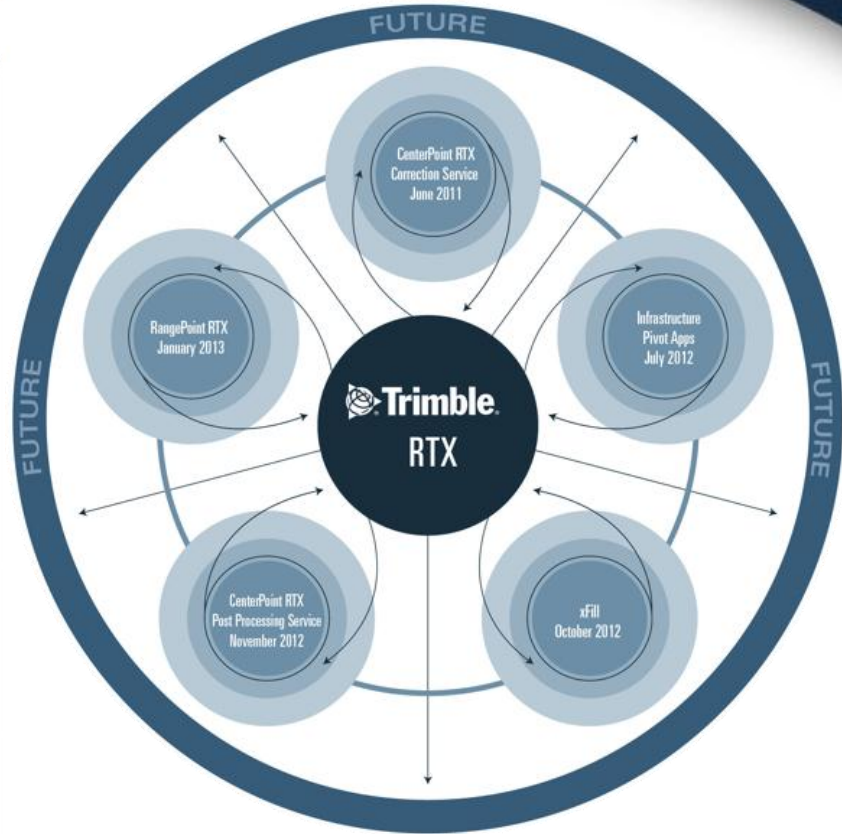 FUTURE
CenterPoint RTX
Correction Service
June 2011
RangePoint RTX
January 2013
Infrastructure
Pivot Apps
July 2012
Trimble.
RTX
FUTURE
FUTURE
CenterPoint RTX
Post Processing Service
November 2012
xFill
October 2012